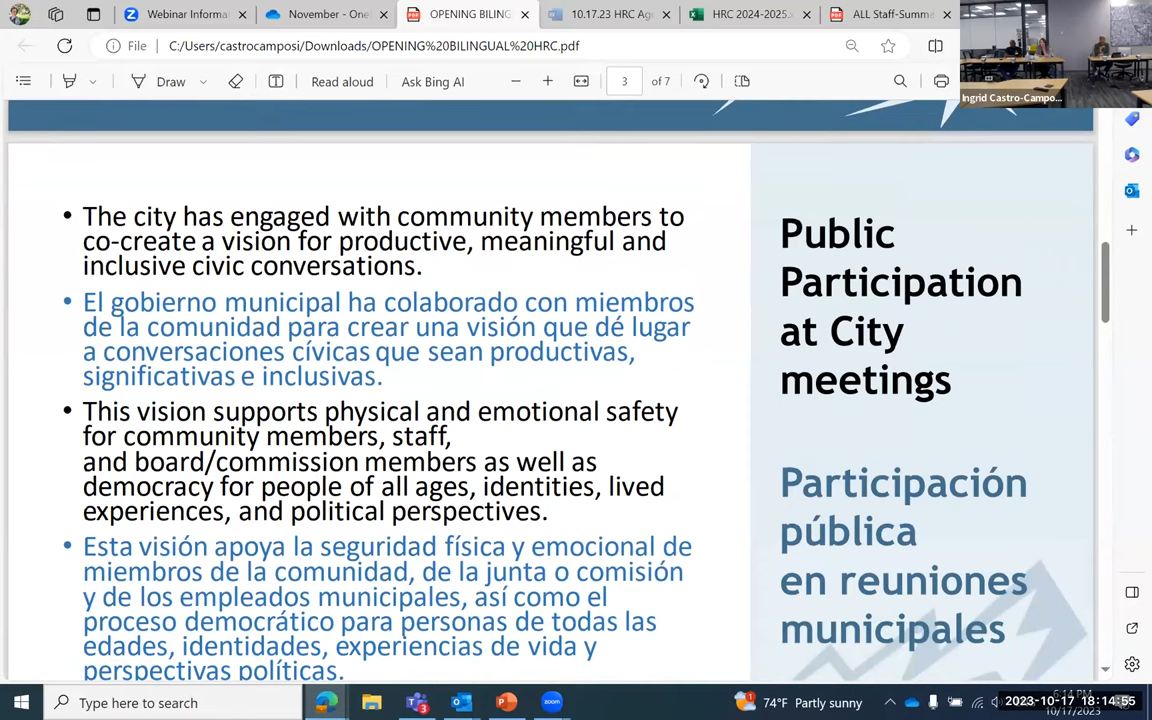 Webinar Informa
November - One
OPENING BILING
10.17.23 HRC Ag
HRC 2024-2025.
ALL Staff-Summ
File
C:/Users/castrocamposi/Downloads/OPENING%20BILINGUAL%20HRC.pdf
Draw
Read aloud
Ask Bing AI
3
of 7
Ingrid Castro-Campo...
• The city has engaged with community members to
co-create a vision for productive, meaningful and
inclusive civic conversations.
• El gobierno municipal ha colaborado con miembros
de la comunidad para crear una visión que dé lugar
a conversaciones cívicas que sean productivas,
significativas e inclusivas.
• This vision supports physical and emotional safety
for community members, staff,
and board/commission members as well as
democracy for people of all ages, identities, lived
experiences, and political perspectives.
• Esta visión apoya la seguridad física y emocional de
miembros de la comunidad, de la junta o comisión
y de los empleados municipales, así como el
proceso democrático para personas de todas las
edades, identidades, experiencias de vida y
perspectivas políticas.
Public
Participation
at City
meetings
Participación
pública
en reuniones
municipales
Type here to search
74°F Partly sunny
6:14 PM
2023-10-17 18:14:55
10/17/2023